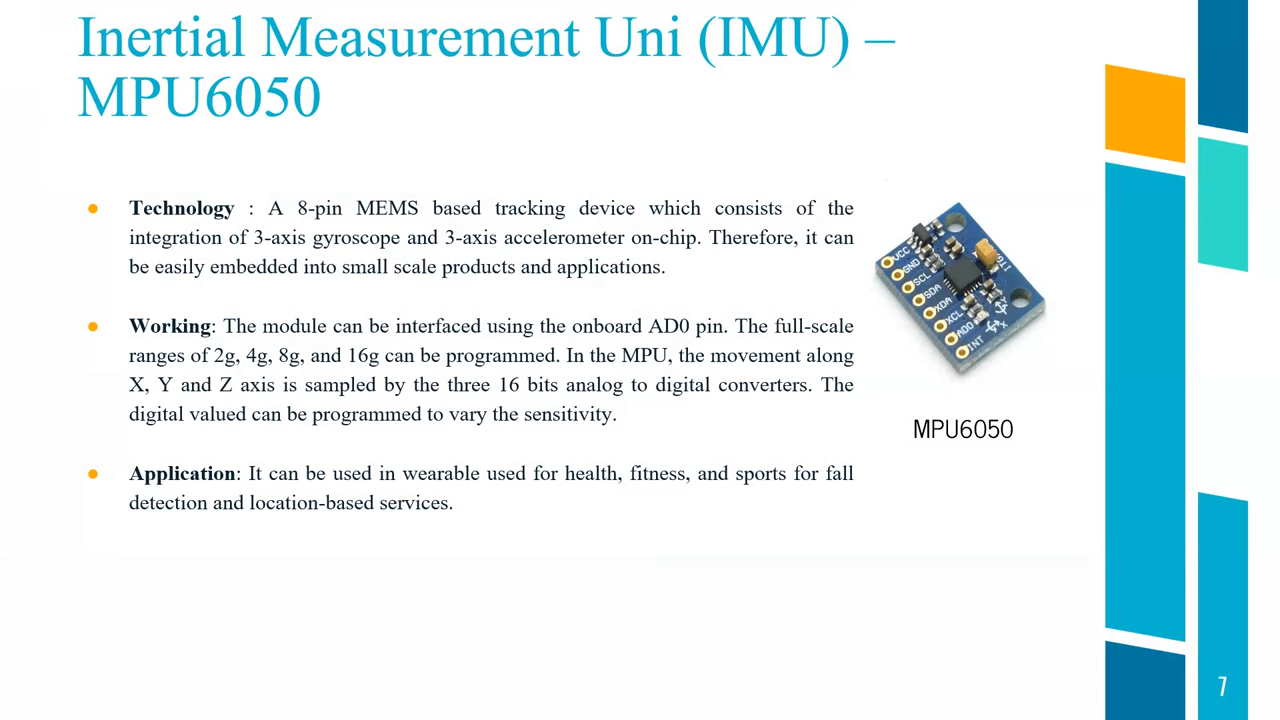 Inertial Measurement Uni (IMU) –
MPU6050
• Technology : A 8-pin MEMS based tracking device which consists of the
integration of 3-axis gyroscope and 3-axis accelerometer on-chip. Therefore, it can
be easily embedded into small scale products and applications.
• Working: The module can be interfaced using the onboard AD0 pin. The full-scale
ranges of 2g, 4g, 8g, and 16g can be programmed. In the MPU, the movement along
X, Y and Z axis is sampled by the three 16 bits analog to digital converters. The
digital valued can be programmed to vary the sensitivity.
• Application: It can be used in wearable used for health, fitness, and sports for fall
detection and location-based services.
VCC
GND
SCL
SDA
XDA
XCL
AD0
INT
X
Y
MPU6050
7